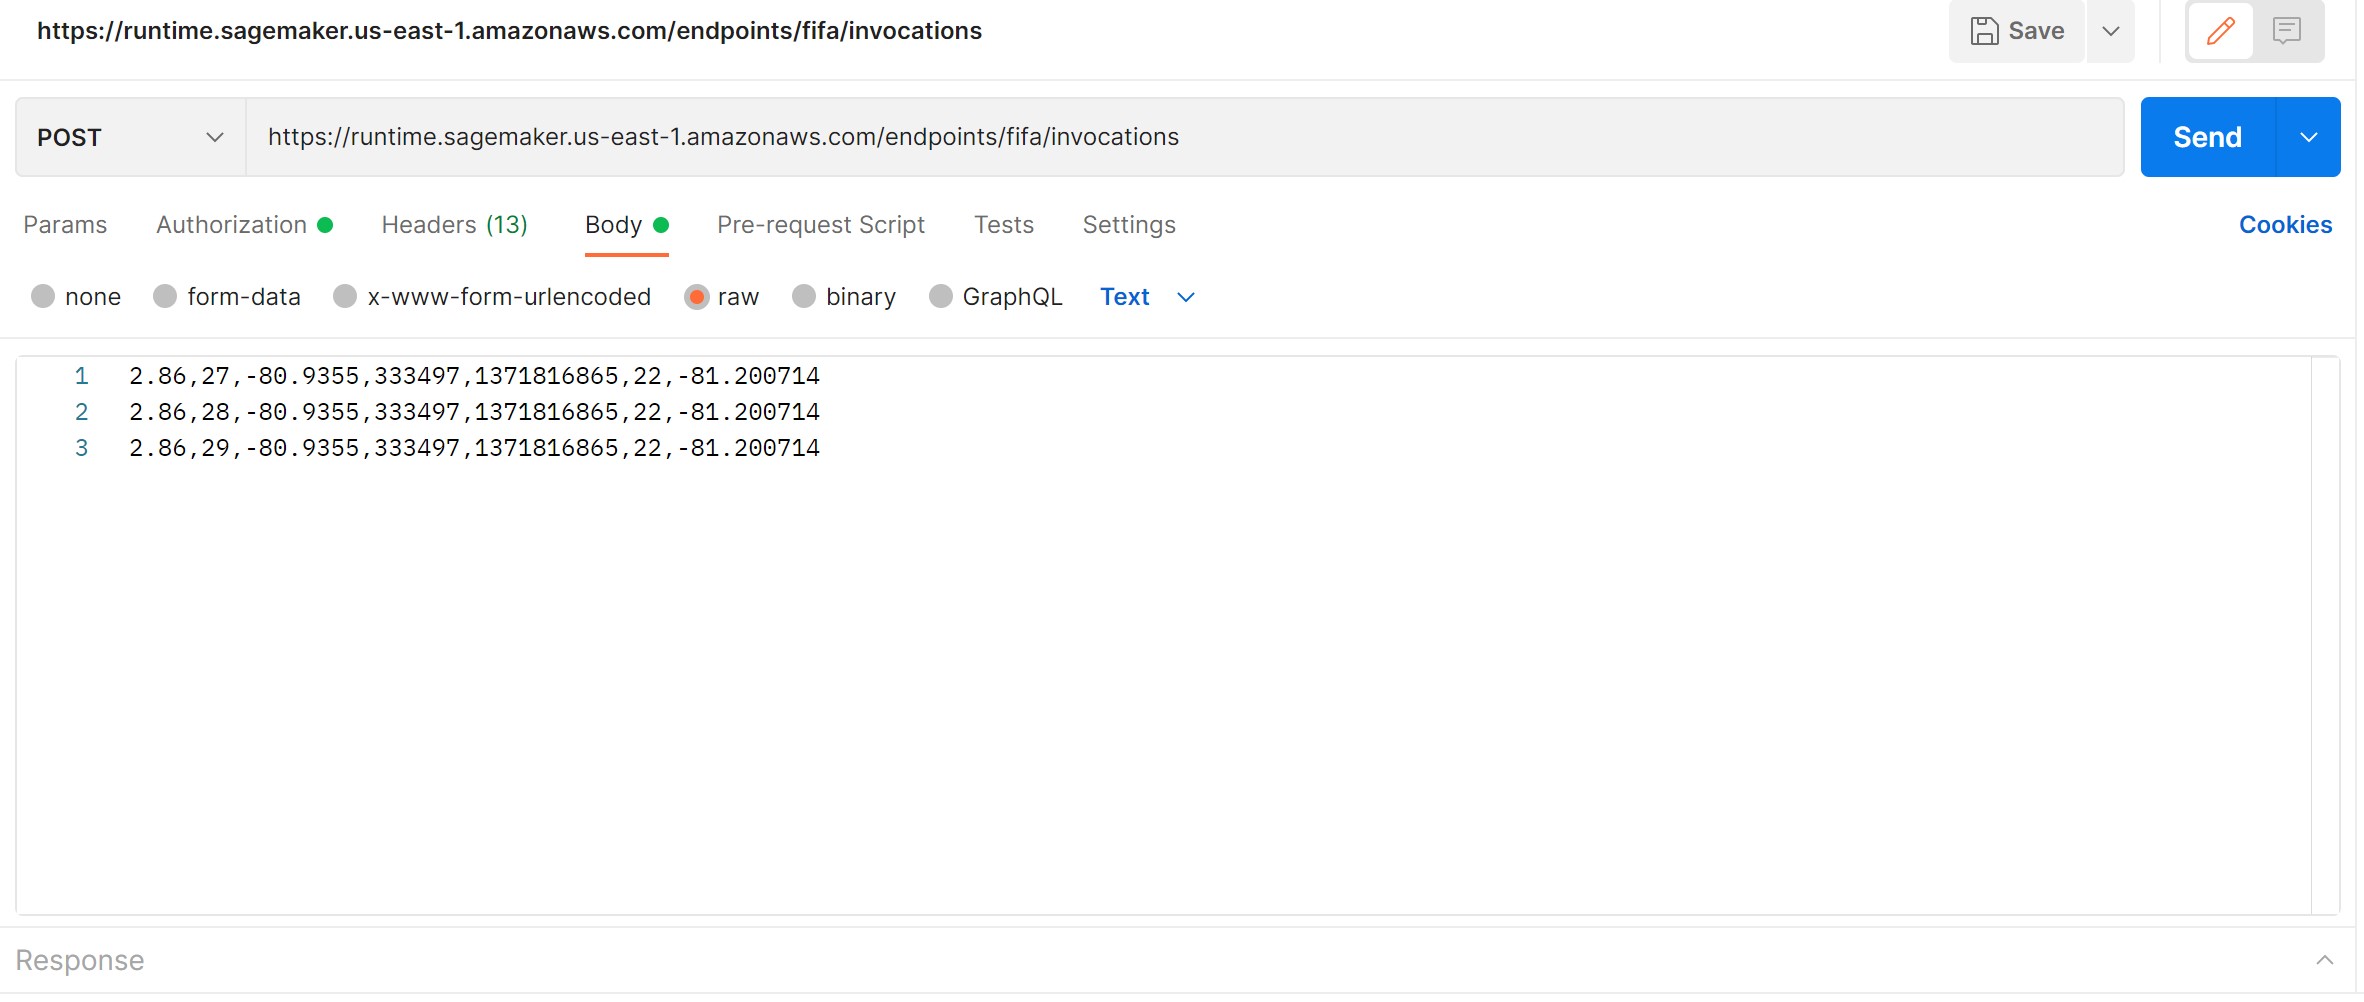 https://runtime.sagemaker.us-east-1.amazonaws.com/endpoints/fifa/invocations
Save
POST https://runtime.sagemaker.us-east-1.amazonaws.com/endpoints/fifa/invocations Send
Params Authorization Headers (13) Body Pre-request Script Tests Settings Cookies
none form-data x-www-form-urlencoded raw binary GraphQL Text
1 2.86,27,-80.9355,333497,1371816865,22,-81.200714
2 2.86,28,-80.9355,333497,1371816865,22,-81.200714
3 2.86,29,-80.9355,333497,1371816865,22,-81.200714
Response